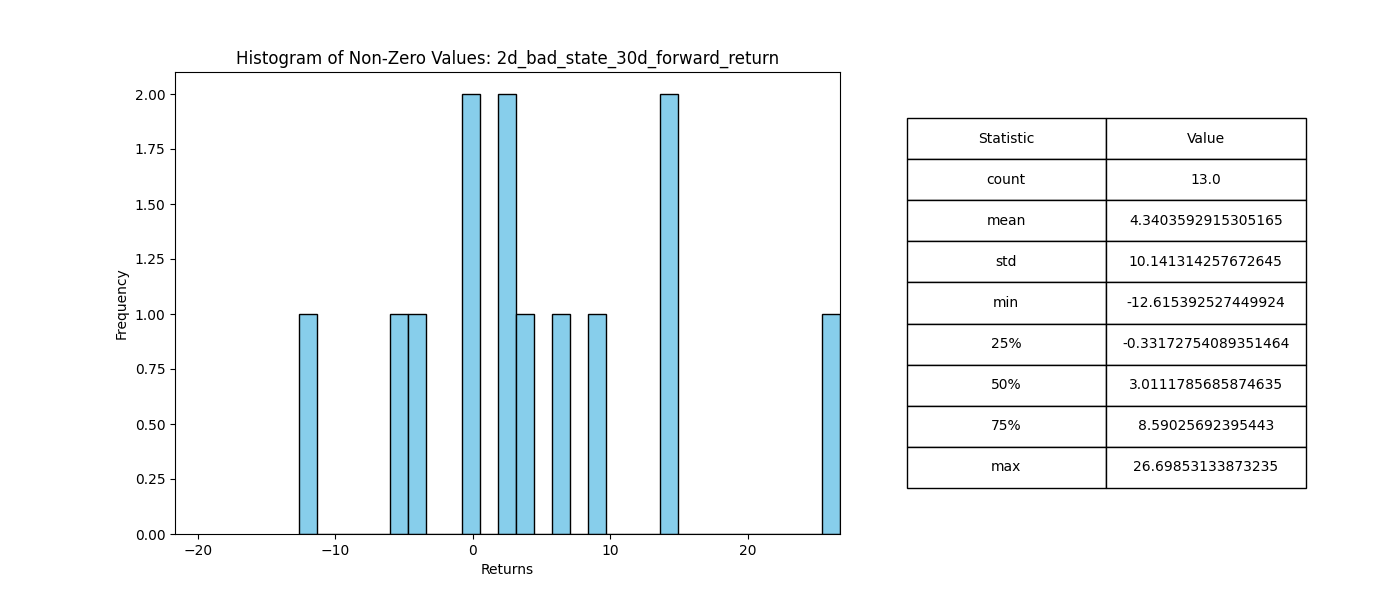 Histogram of Non-Zero Values: 2d_bad_state_30d_forward_return
2.00
1.75
1.50
1.25
1.00
0.75
0.50
0.25
0.00
Frequency
−20
−10
0
10
20
Returns
Statistic Value
count 13.0
mean 4.3403592915305165
std 10.141314257672645
min -12.615392527449924
25% -0.33172754089351464
50% 3.0111785685874635
75% 8.59025692395443
max 26.69853133873235